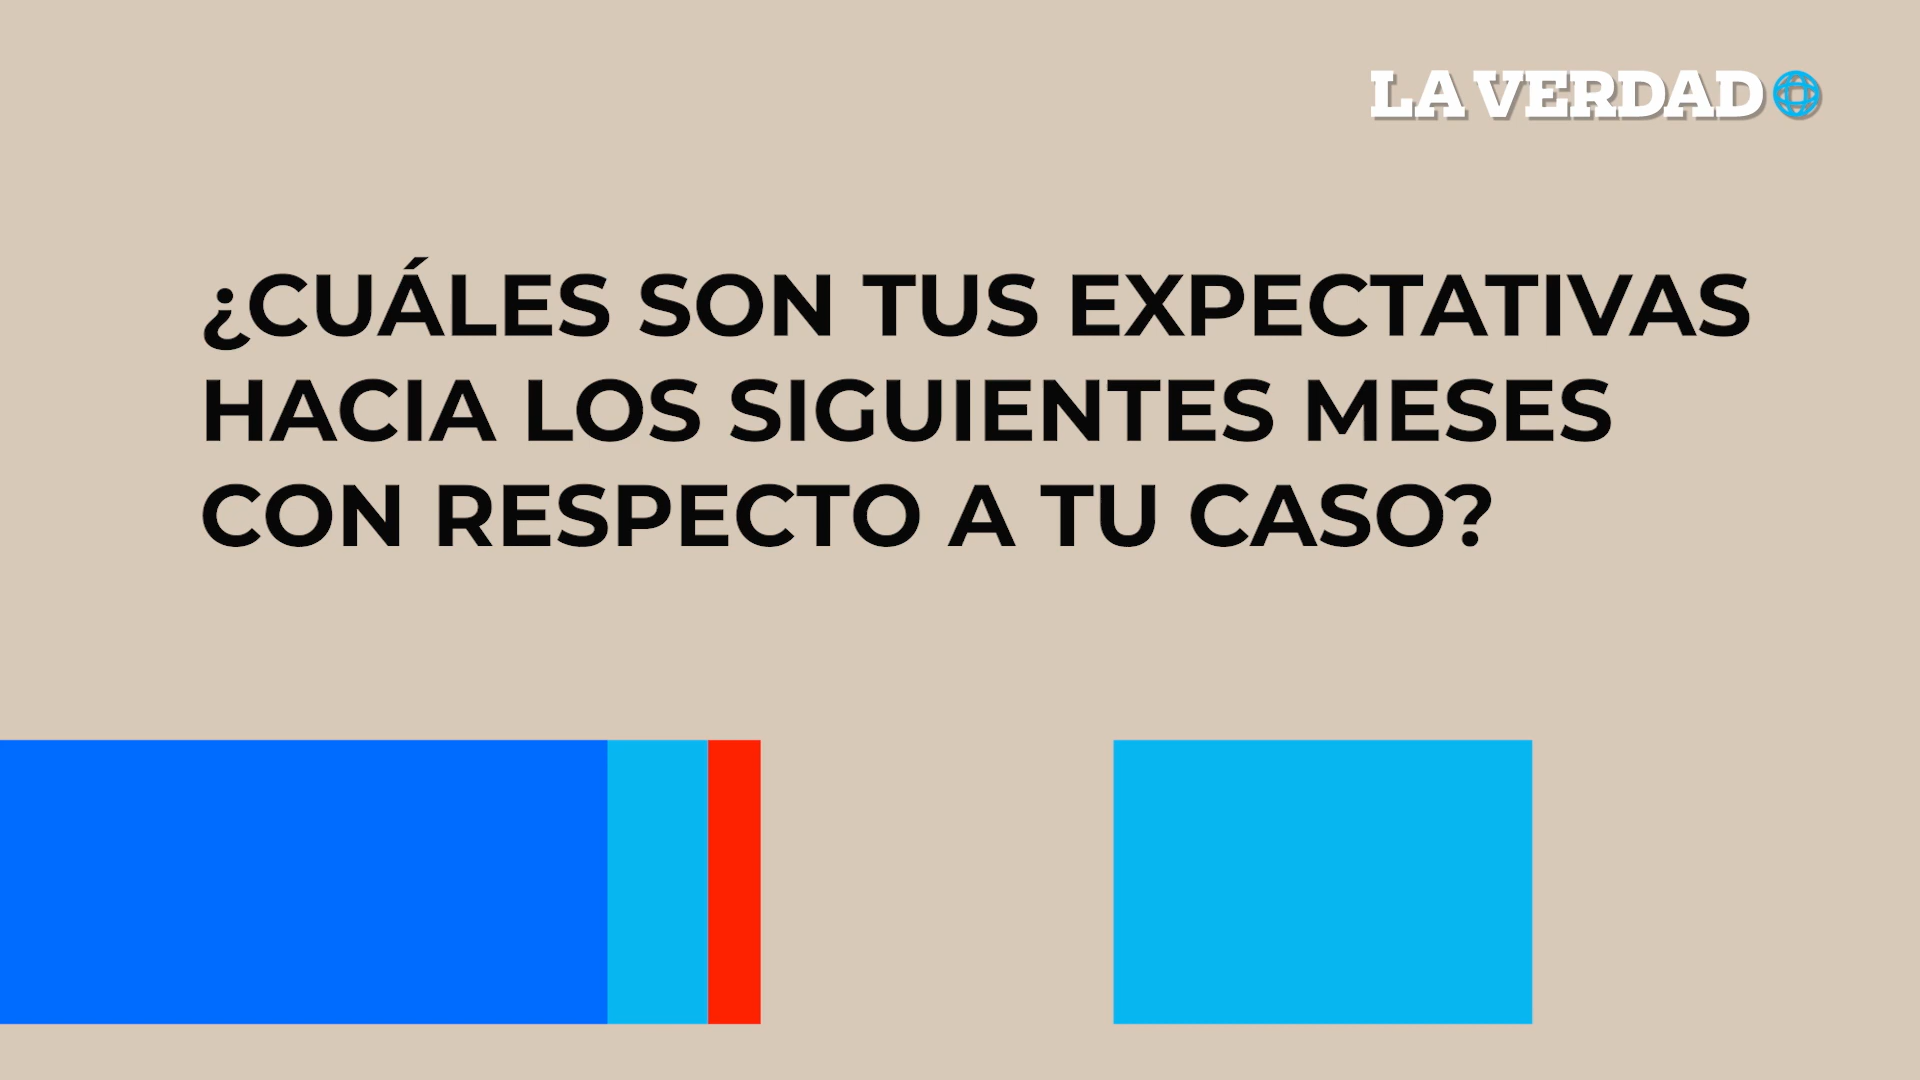 LA VERDAD
¿CUÁLES SON TUS EXPECTATIVAS
HACIA LOS SIGUIENTES MESES
CON RESPECTO A TU CASO?